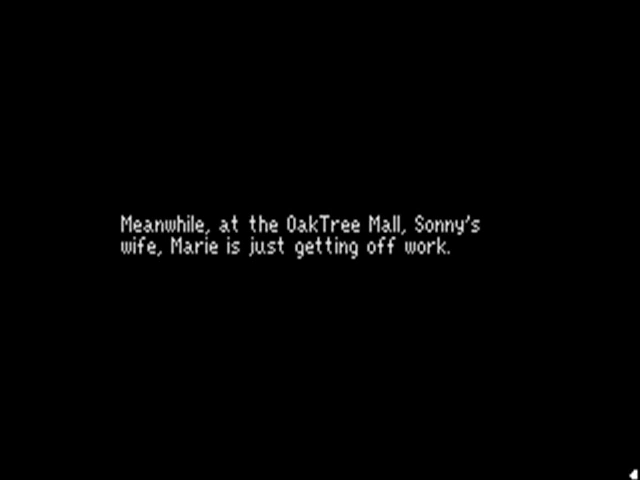 Meanwhile, at the OakTree Mall, Sonny's
wife, Marie is just getting off work.